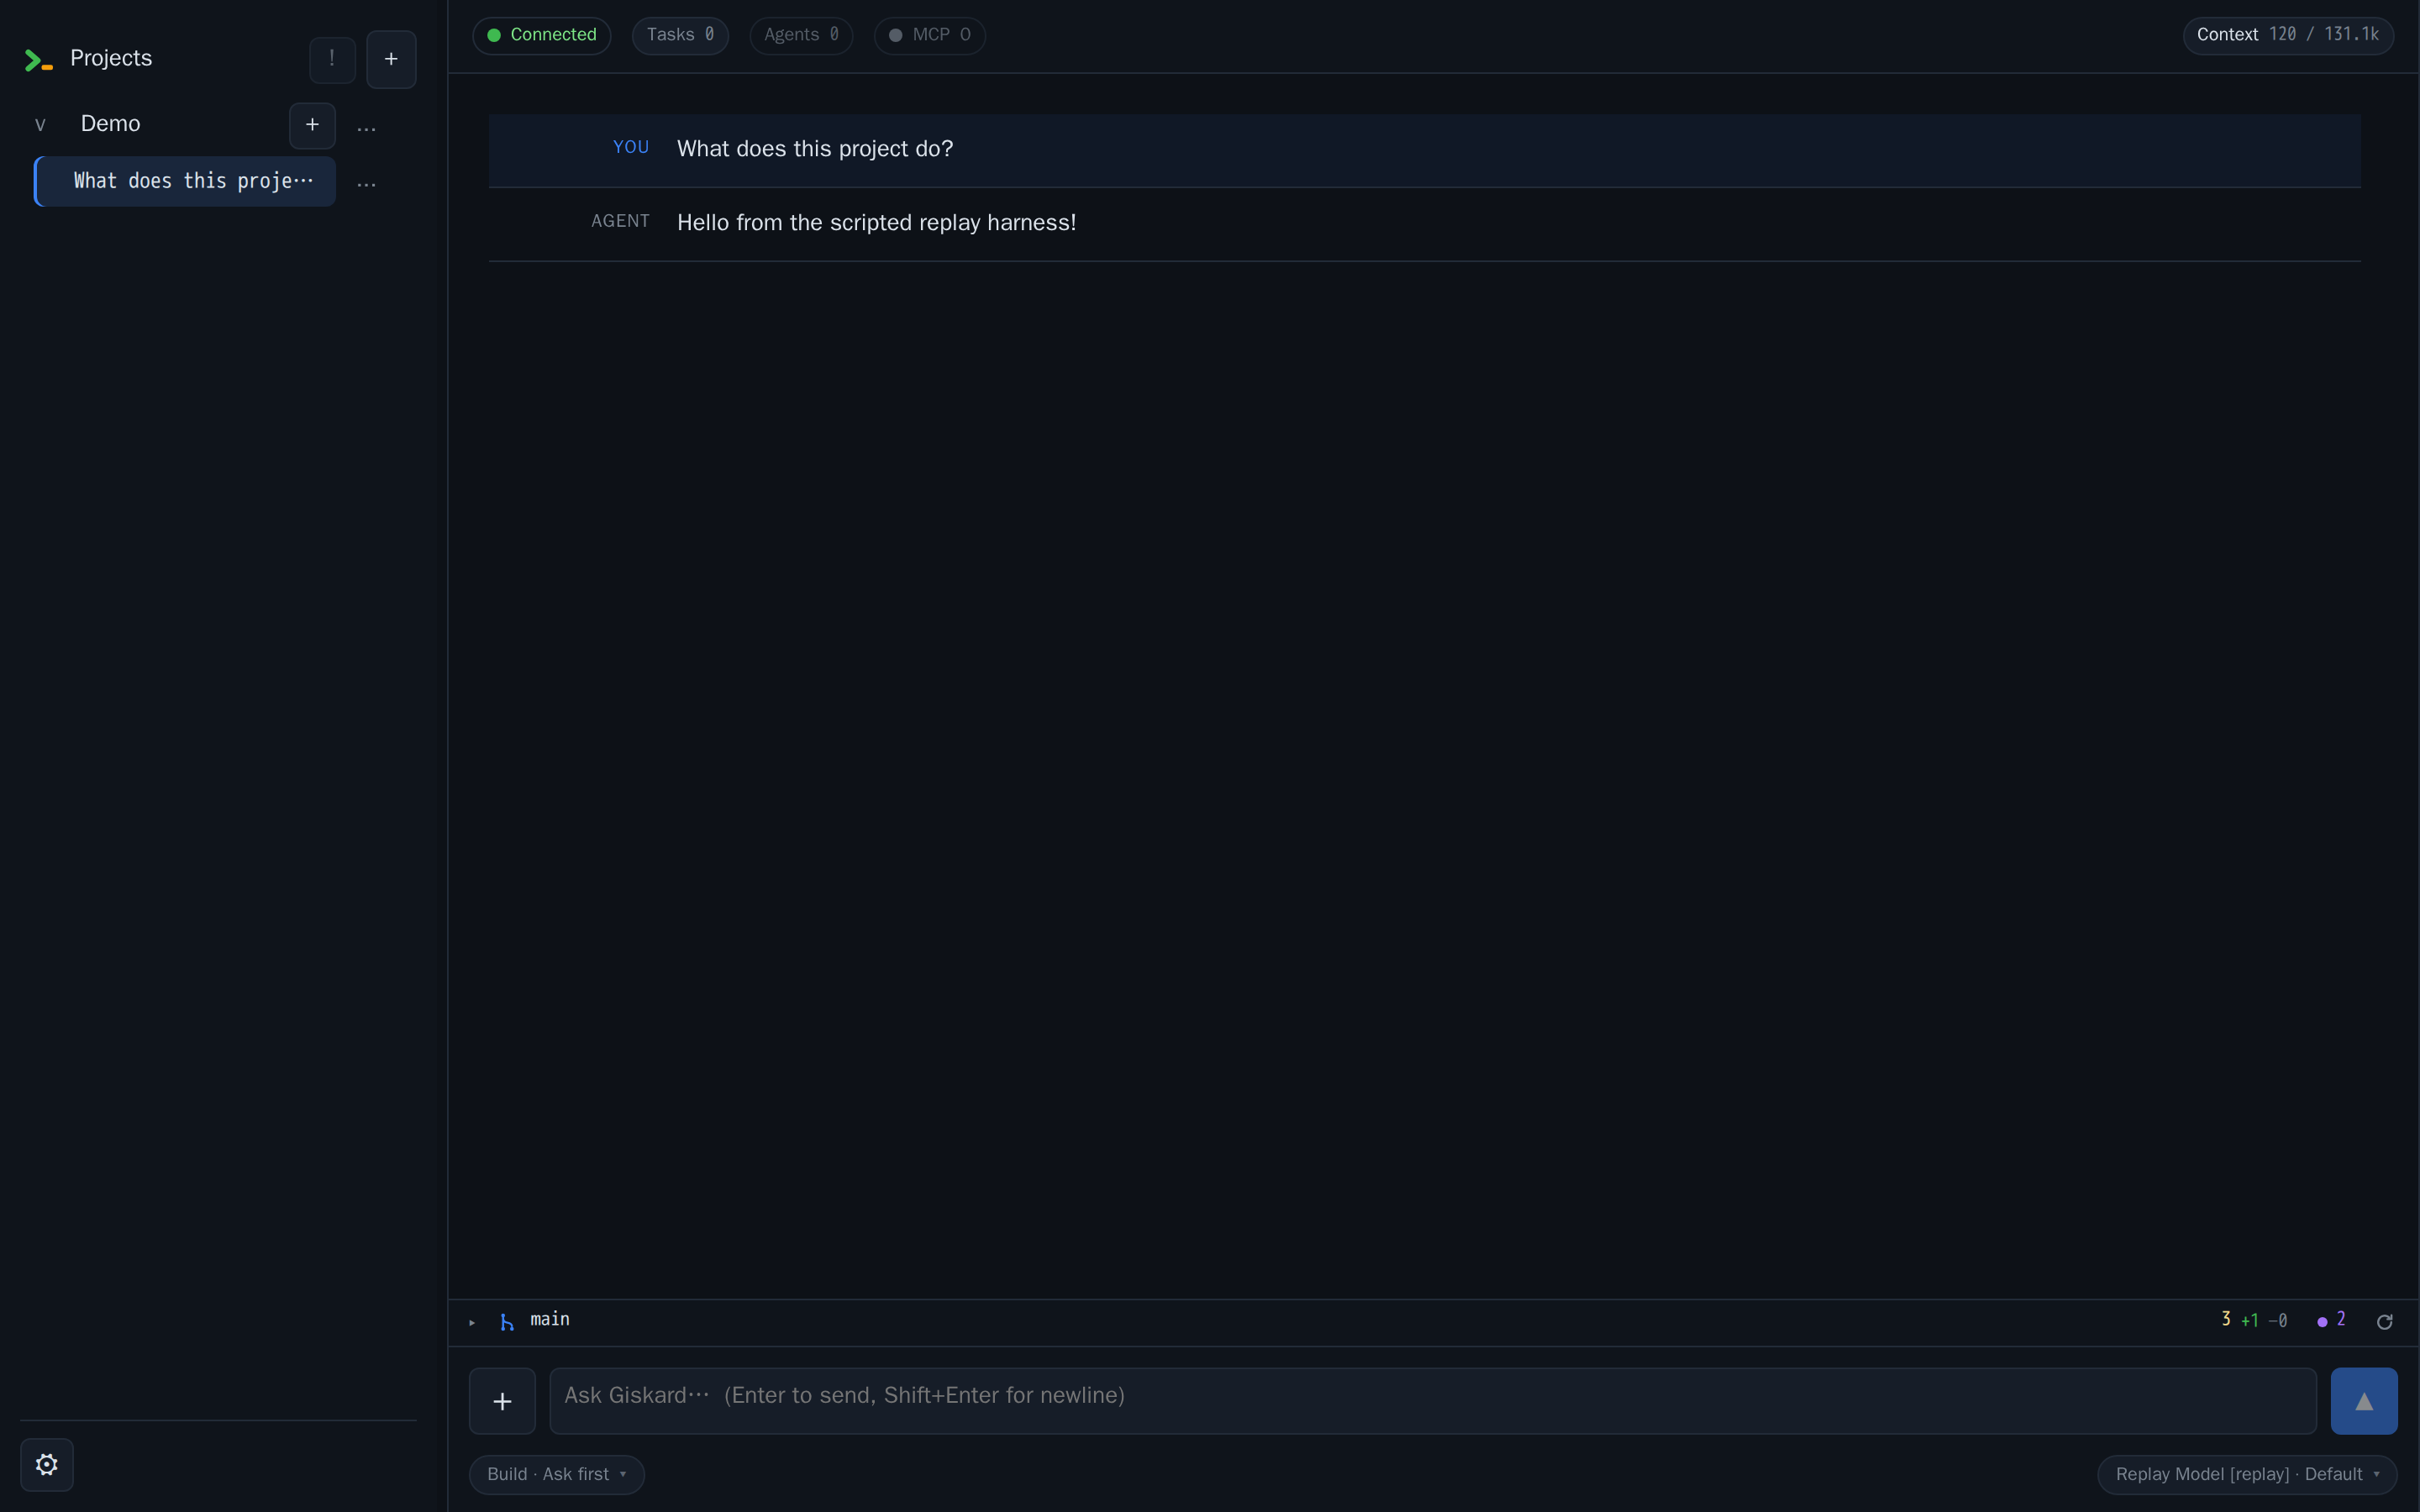 Projects
!
+
v Demo + ...
What does this proje… ...
Connected
Tasks 0
Agents 0
MCP 0
Context 120 / 131.1k
YOU What does this project do?
AGENT Hello from the scripted replay harness!
main
3 +1 −0
2
+
Ask Giskard… (Enter to send, Shift+Enter for newline)
Build · Ask first
Replay Model [replay] · Default